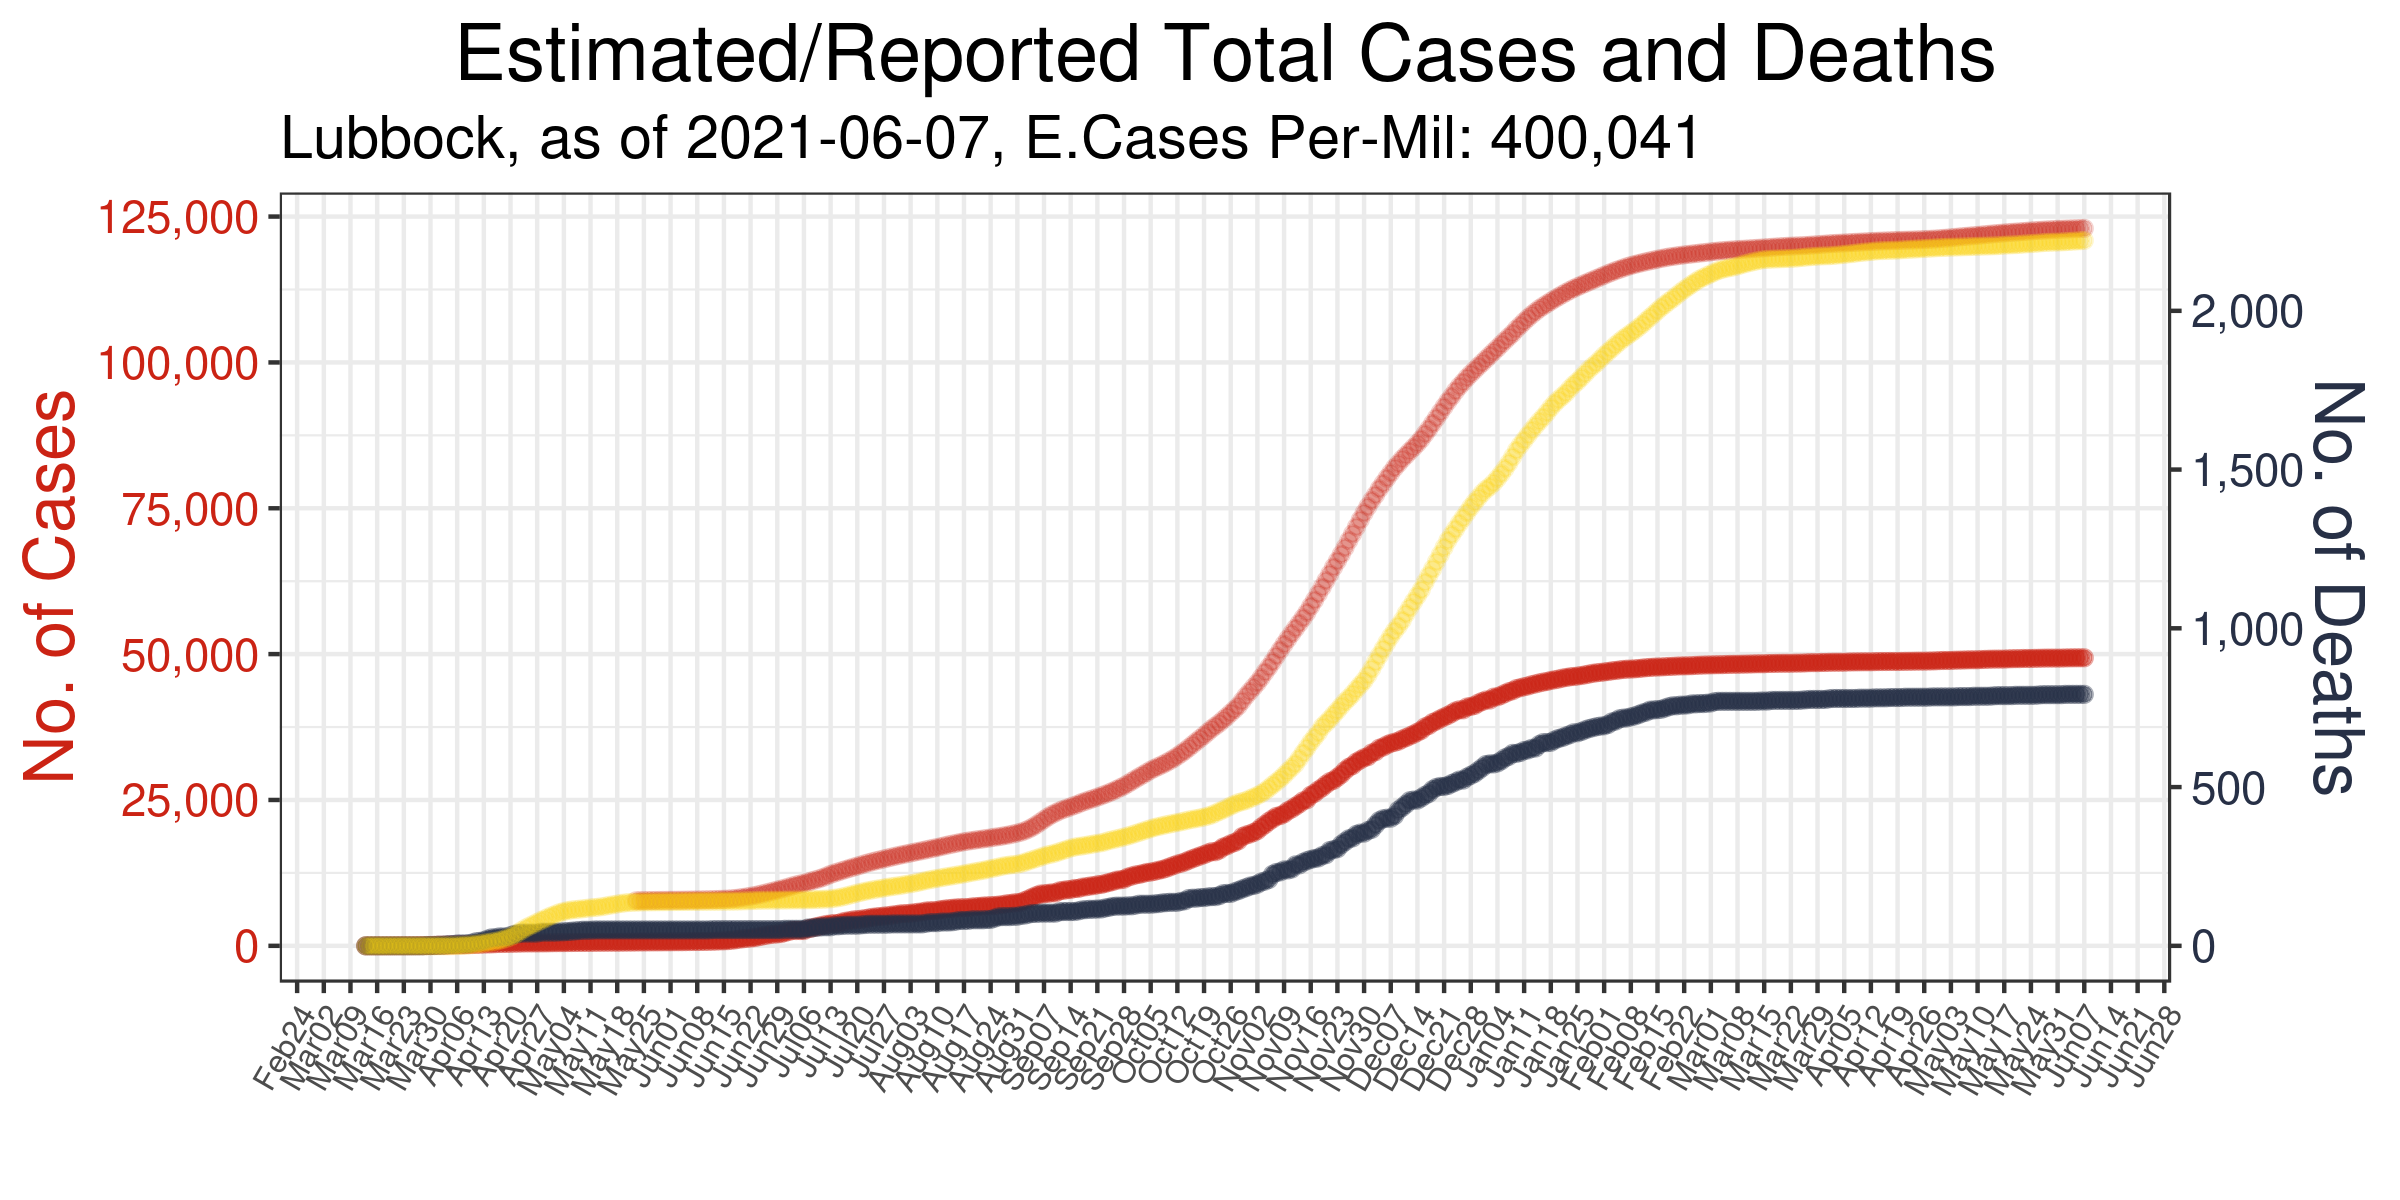 Estimated/Reported Total Cases and Deaths
Lubbock, as of 2021-06-07, E.Cases Per-Mil: 400,041
No. of Cases
125,000
100,000
75,000
50,000
25,000
0
2,000
1,500
1,000
500
0
No. of Deaths
Feb24
Mar02
Mar09
Mar16
Mar23
Mar30
Apr06
Apr13
Apr20
Apr27
May04
May11
May18
May25
Jun01
Jun08
Jun15
Jun22
Jun29
Jul06
Jul13
Jul20
Jul27
Aug03
Aug10
Aug17
Aug24
Aug31
Sep07
Sep14
Sep21
Sep28
Oct05
Oct12
Oct19
Oct26
Nov02
Nov09
Nov16
Nov23
Nov30
Dec07
Dec14
Dec21
Dec28
Jan04
Jan11
Jan18
Jan25
Feb01
Feb08
Feb15
Feb22
Mar01
Mar08
Mar15
Mar22
Mar29
Apr05
Apr12
Apr19
Apr26
May03
May10
May17
May24
May31
Jun07
Jun14
Jun21
Jun28